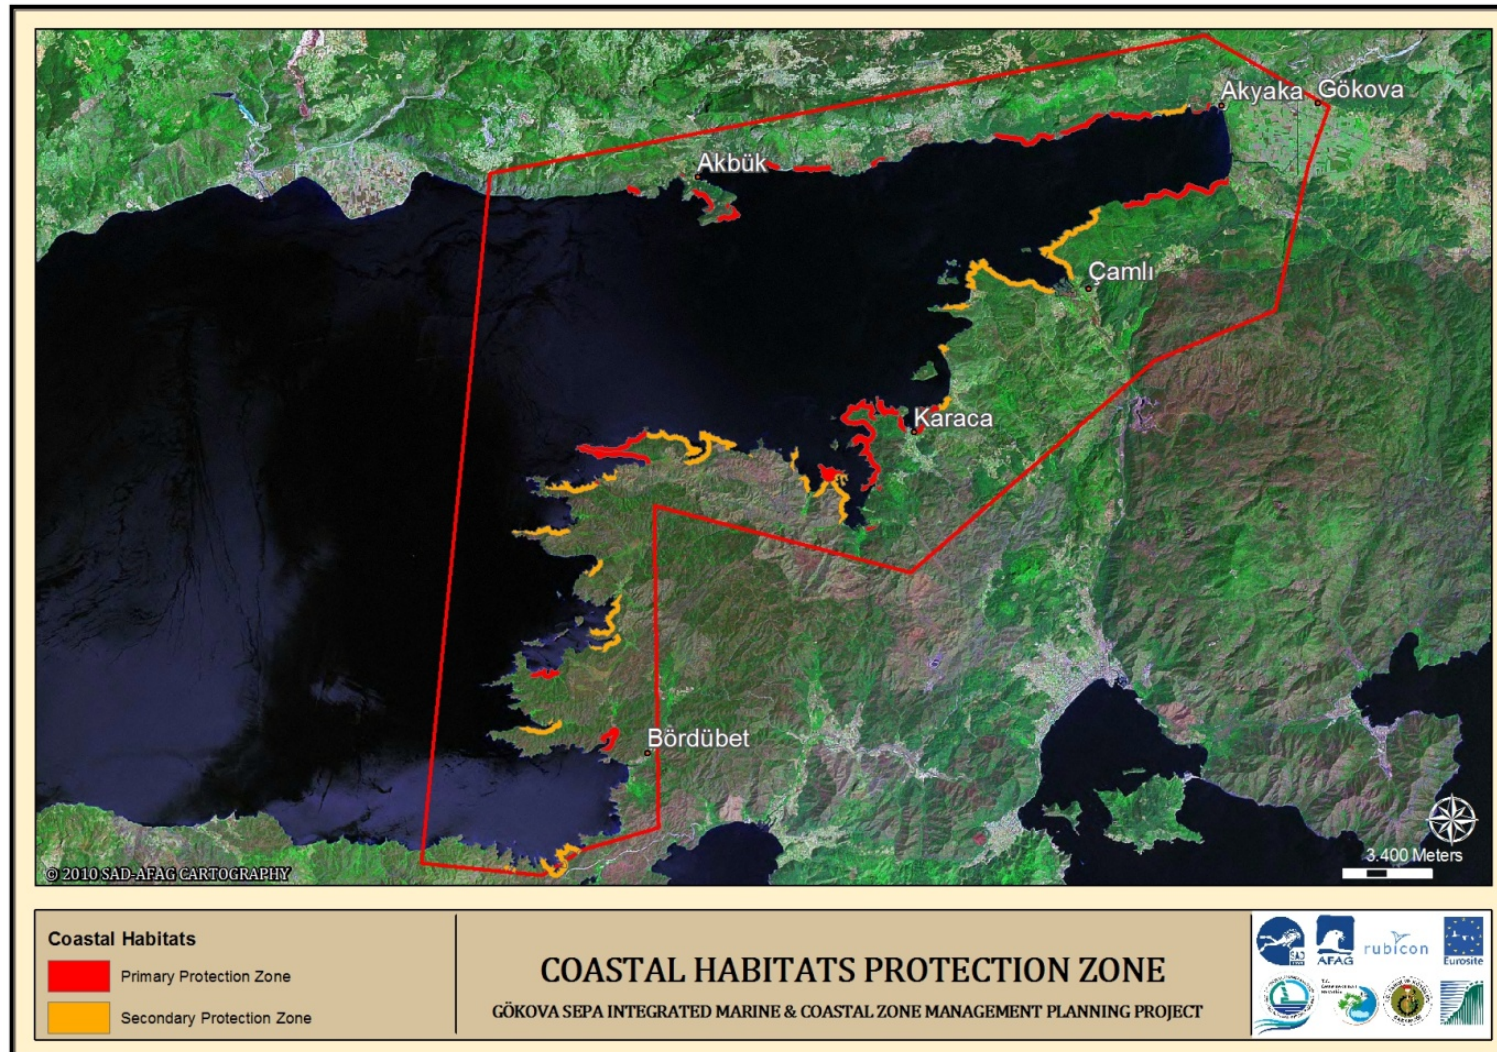 Akyaka
Gökova
Akbük
Çamlı
Karaca
Bördübet
3.400 Meters
© 2010 SAD-AFAG CARTOGRAPHY
Coastal Habitats
Primary Protection Zone
Secondary Protection Zone
COASTAL HABITATS PROTECTION ZONE
GÖKOVA SEPA INTEGRATED MARINE & COASTAL ZONE MANAGEMENT PLANNING PROJECT
SAD
AFAG
rubicon
Eurosite